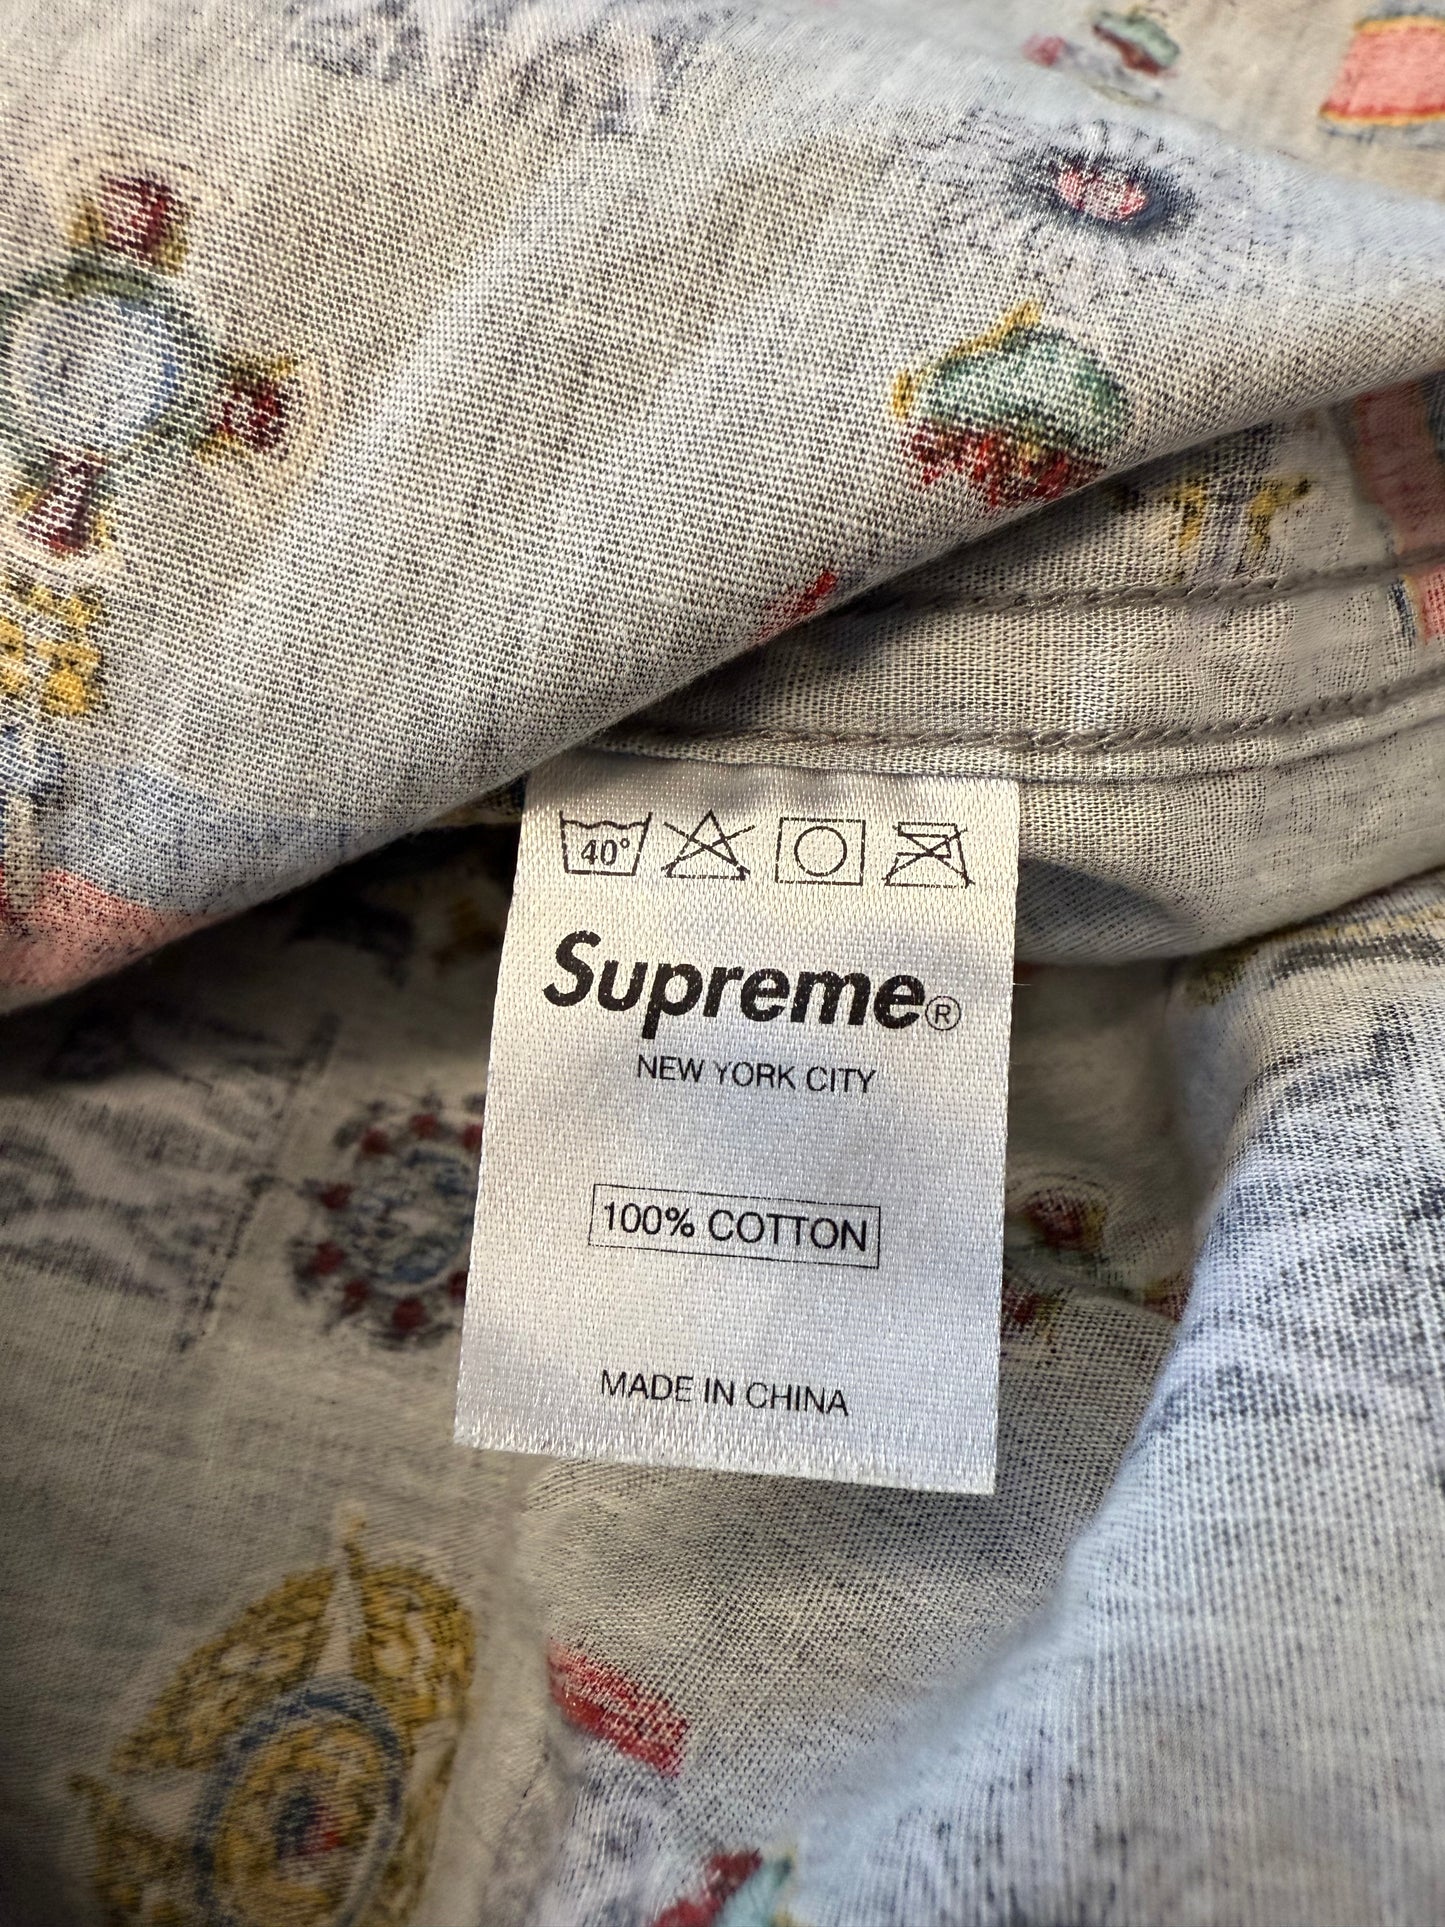 40°
Supreme®
NEW YORK CITY
100% COTTON
MADE IN CHINA